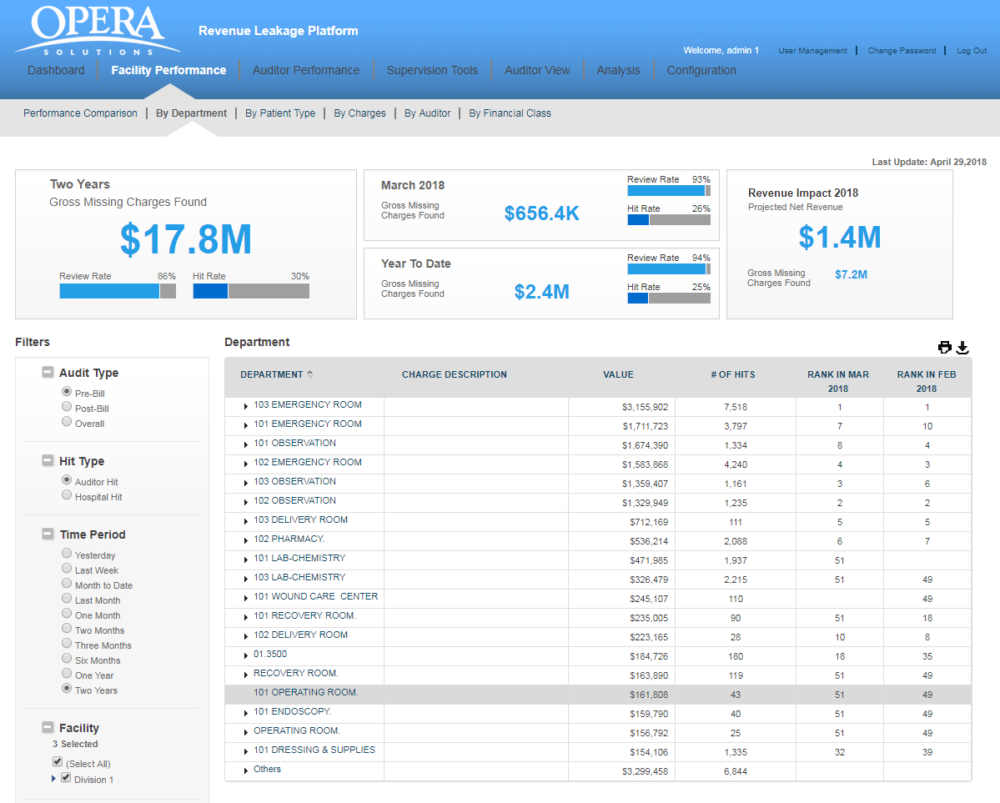 OPERA
SOLUTIONS
Revenue Leakage Platform
Welcome, admin 1 User Management | Change Password | Log Out
Dashboard | Facility Performance | Auditor Performance | Supervision Tools | Auditor View | Analysis | Configuration
Performance Comparison | By Department | By Patient Type | By Charges | By Auditor | By Financial Class
Last Update: April 29,2018
Two Years
Gross Missing Charges Found
$17.8M
Review Rate 86% Hit Rate 30%
March 2018
Gross Missing
Charges Found
$656.4K
Review Rate 93%
Hit Rate 26%
Year To Date
Gross Missing
Charges Found
$2.4M
Review Rate 94%
Hit Rate 25%
Revenue Impact 2018
Projected Net Revenue
$1.4M
Gross Missing
Charges Found
$7.2M
Filters
Audit Type
Pre-Bill
Post-Bill
Overall
Hit Type
Auditor Hit
Hospital Hit
Time Period
Yesterday
Last Week
Month to Date
Last Month
One Month
Two Months
Three Months
Six Months
One Year
Two Years
Facility
3 Selected
(Select All)
Division 1
Department
DEPARTMENT CHARGE DESCRIPTION VALUE # OF HITS RANK IN MAR 2018 RANK IN FEB 2018
103 EMERGENCY ROOM $3,155,902 7,518 1 1
101 EMERGENCY ROOM $1,711,723 3,797 7 10
101 OBSERVATION $1,674,390 1,334 8 4
102 EMERGENCY ROOM $1,563,868 4,240 4 3
103 OBSERVATION $1,359,407 1,161 3 6
102 OBSERVATION $1,329,949 1,235 2 2
103 DELIVERY ROOM $712,169 111 5 5
102 PHARMACY. $536,214 2,088 6 7
101 LAB-CHEMISTRY $471,985 1,937 51
103 LAB-CHEMISTRY $326,479 2,215 51 49
101 WOUND CARE CENTER $245,107 110 49
101 RECOVERY ROOM. $235,005 90 51 18
102 DELIVERY ROOM $223,165 28 10 8
01.3500 $184,726 180 18 35
RECOVERY ROOM. $163,890 119 51 49
101 OPERATING ROOM. $161,808 43 51 49
101 ENDOSCOPY. $159,790 40 51 49
OPERATING ROOM. $156,792 25 51 49
101 DRESSING & SUPPLIES $154,106 1,335 32 39
Others $3,299,458 6,844